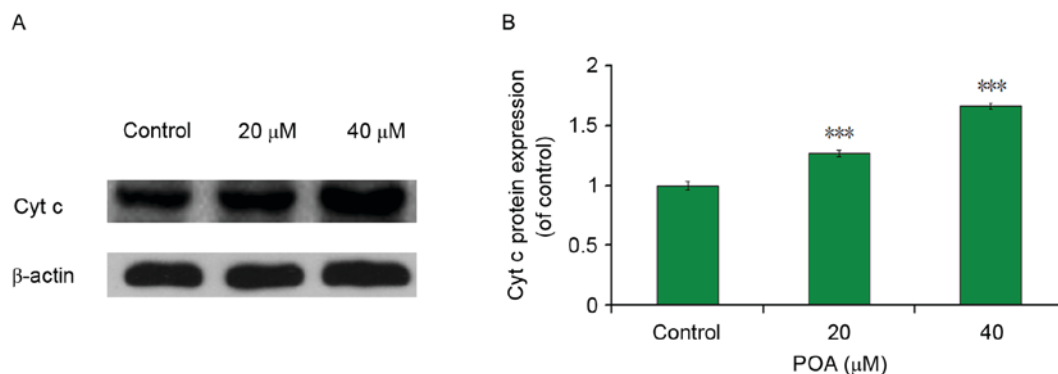 A
Control 20 μM 40 μM
Cyt c
β-actin
B
Cyt c protein expression
(of control)
2
1.5
1
0.5
0
***
***
Control 20 40
POA (μM)